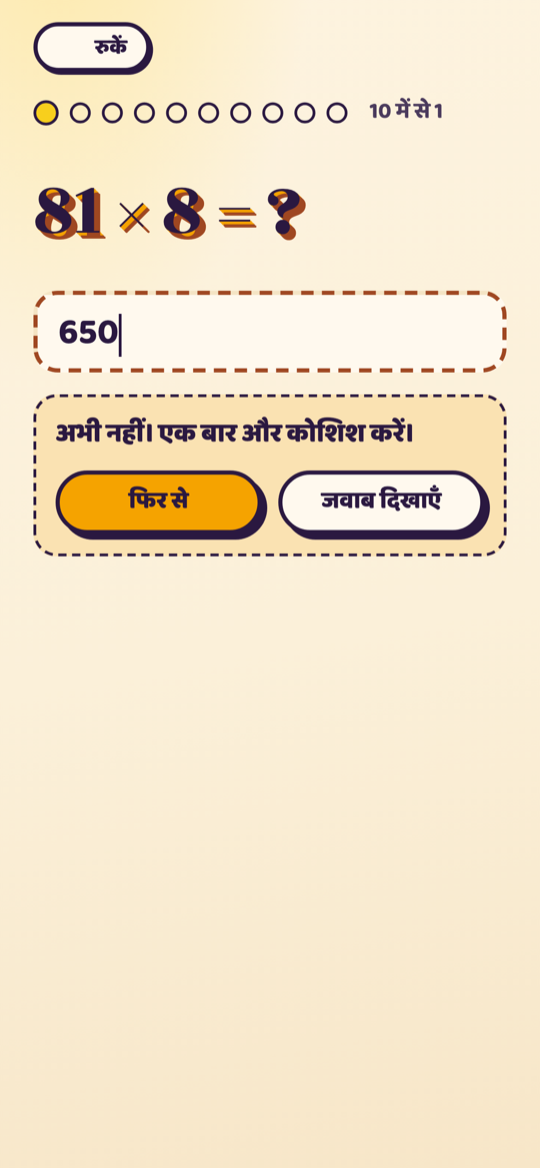 रुकें
10 में से 1
81 × 8 = ?
650
अभी नहीं। एक बार और कोशिश करें।
फिर से
जवाब दिखाएँ